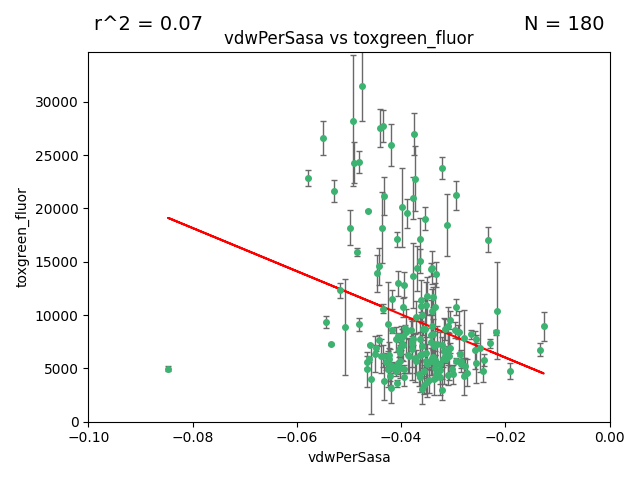 r^2 = 0.07
N = 180
vdwPerSasa vs toxgreen_fluor
toxgreen_fluor
30000
25000
20000
15000
10000
5000
0
−0.10
−0.08
−0.06
−0.04
−0.02
0.00
vdwPerSasa